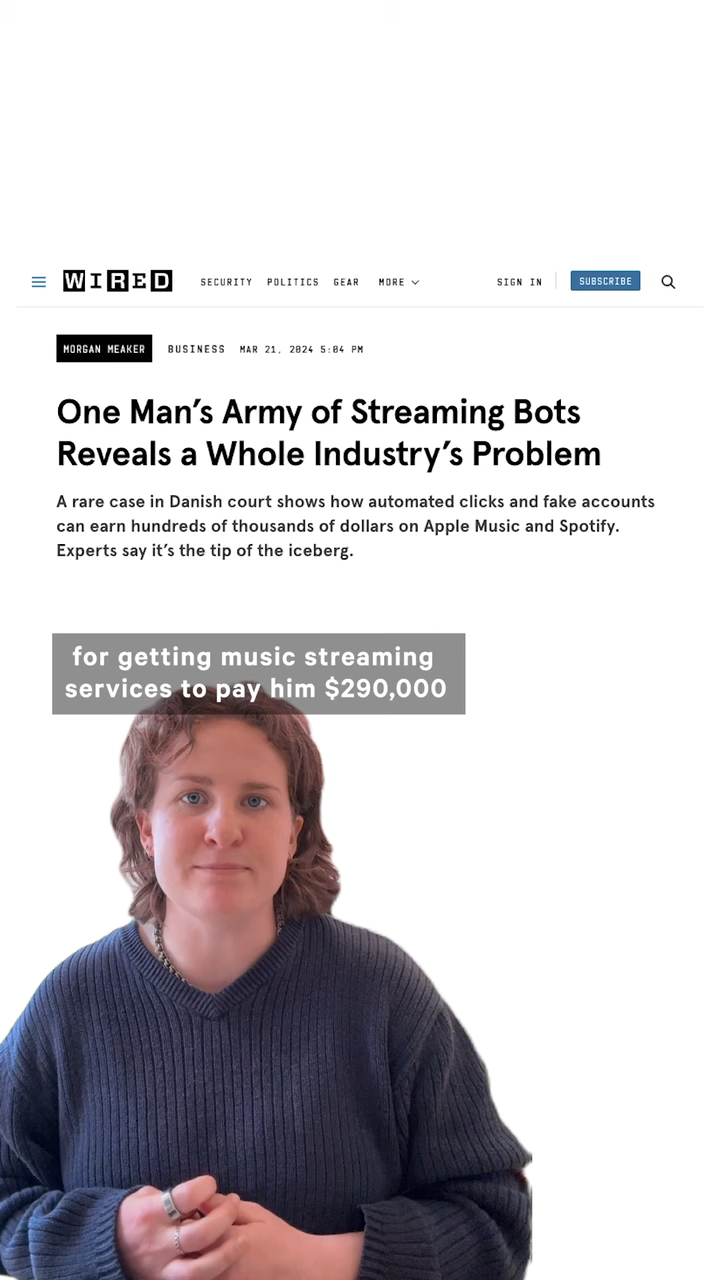 WIRED SECURITY POLITICS GEAR MORE SIGN IN SUBSCRIBE
MORGAN MEAKER BUSINESS MAR 21, 2024 5:04 PM
One Man’s Army of Streaming Bots
Reveals a Whole Industry’s Problem
A rare case in Danish court shows how automated clicks and fake accounts
can earn hundreds of thousands of dollars on Apple Music and Spotify.
Experts say it’s the tip of the iceberg.
for getting music streaming
services to pay him $290,000